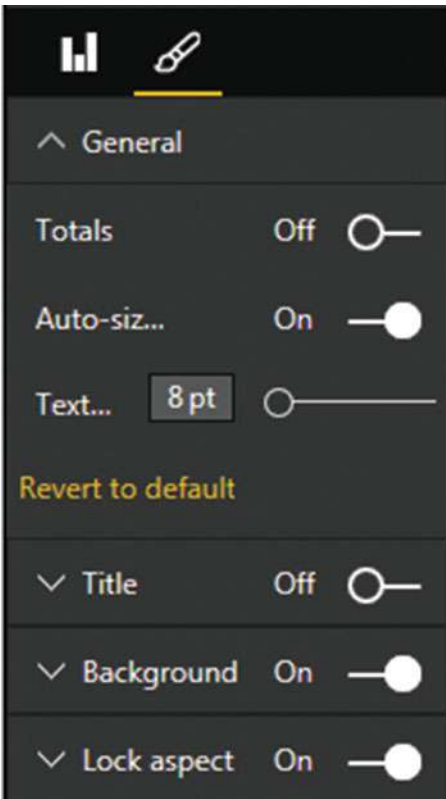 General
Totals Off
Auto-siz... On
Text... 8 pt
Revert to default
Title Off
Background On
Lock aspect On